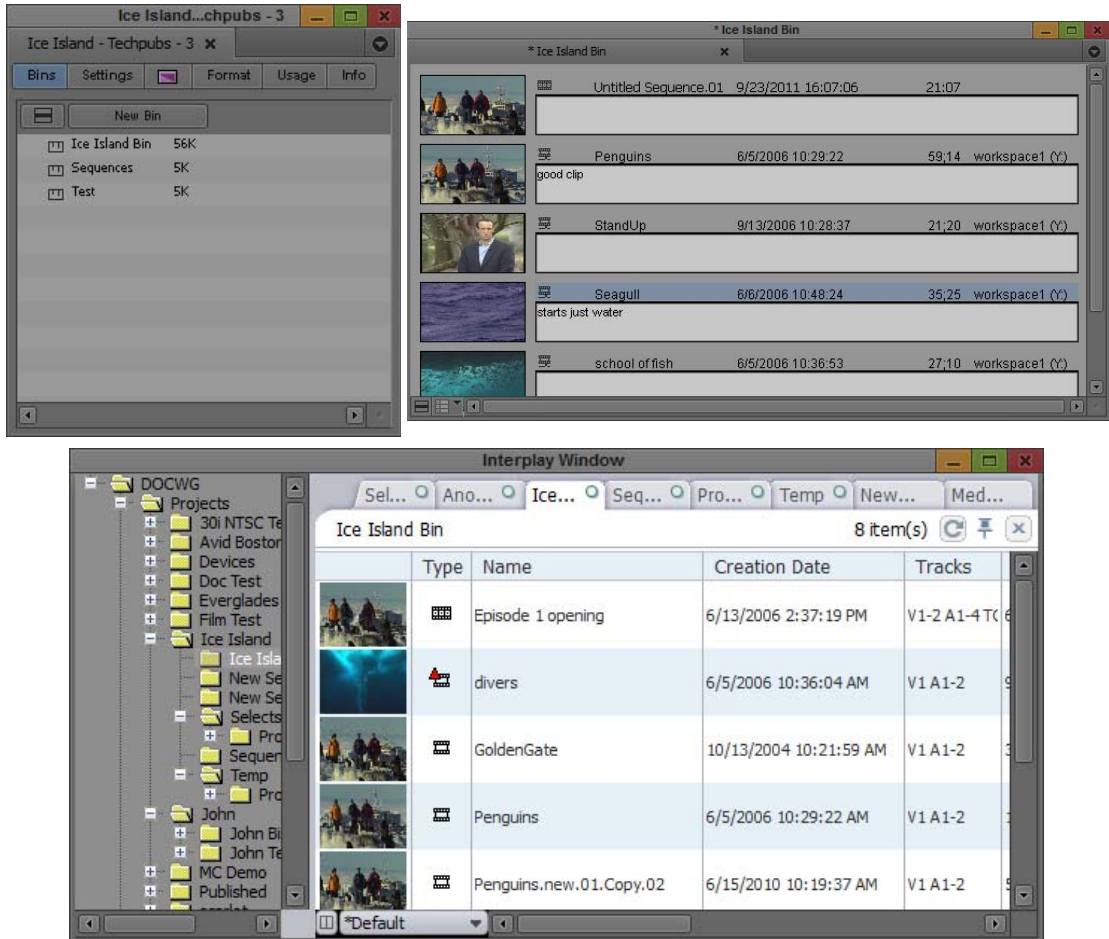 Ice Island...chpubs - 3
Ice Island - Techpubs - 3
Bins Settings Format Usage Info
New Bin
Ice Island Bin 56K
Sequences 5K
Test 5K
* Ice Island Bin
* Ice Island Bin
Untitled Sequence.01 9/23/2011 16:07:06 21:07
Penguins 6/5/2006 10:29:22 59;14 workspace1 (Y:)
good clip
StandUp 9/13/2006 10:28:37 21;20 workspace1 (Y:)
Seagull 6/6/2006 10:48:24 35;25 workspace1 (Y:)
starts just water
school of fish 6/5/2006 10:36:53 27;10 workspace1 (Y:)
Interplay Window
DOCWG
Projects
30i NTSC Te
Avid Boston
Devices
Doc Test
Everglades
Film Test
Ice Island
Ice Isla
New Se
New Se
Selects
Pro
Sequen
Temp
Pro
John
John Bi
John Te
MC Demo
Published
Sel... Ano... Ice... Seq... Pro... Temp New... Med...
Ice Island Bin 8 item(s)
Type Name Creation Date Tracks
Episode 1 opening 6/13/2006 2:37:19 PM V1-2 A1-4 T
divers 6/5/2006 10:36:04 AM V1 A1-2
GoldenGate 10/13/2004 10:21:59 AM V1 A1-2
Penguins 6/5/2006 10:29:22 AM V1 A1-2
Penguins.new.01.Copy.02 6/15/2010 10:19:37 AM V1 A1-2
*Default